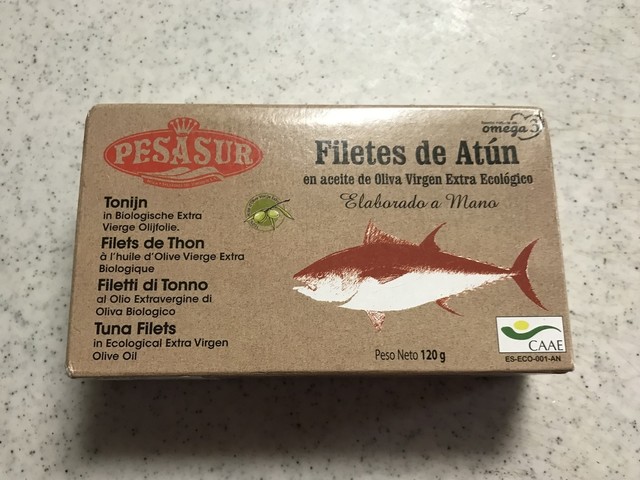 PESASUR
Tonijn
in Biologische Extra
Vierge Olijfolie.
Filets de Thon
à l'huile d'Olive Vierge Extra
Biologique
Filetti di Tonno
al Olio Extravergine di
Oliva Biologico
Tuna Filets
in Ecological Extra Virgen
Olive Oil
omega3
Filetes de Atún
en aceite de Oliva Virgen Extra Ecológico
Elaborado a Mano
Peso Neto 120 g
CAAE
ES-ECO-001-AN